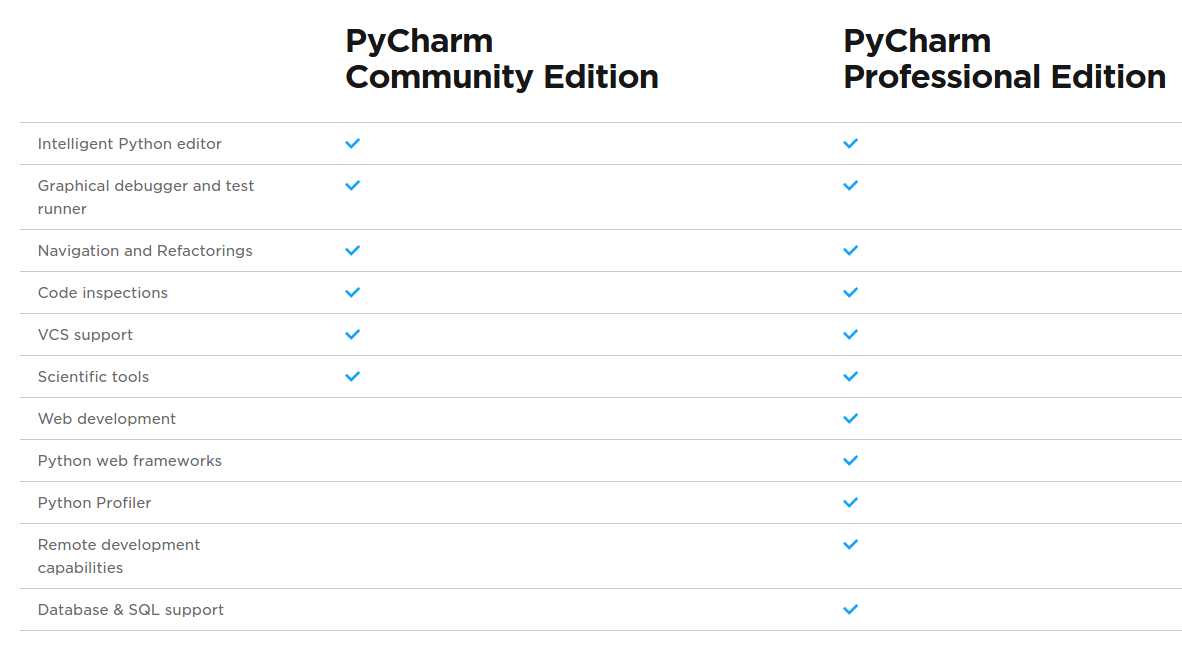 PyCharm
Community Edition
PyCharm
Professional Edition
Intelligent Python editor
Graphical debugger and test
runner
Navigation and Refactorings
Code inspections
VCS support
Scientific tools
Web development
Python web frameworks
Python Profiler
Remote development
capabilities
Database & SQL support